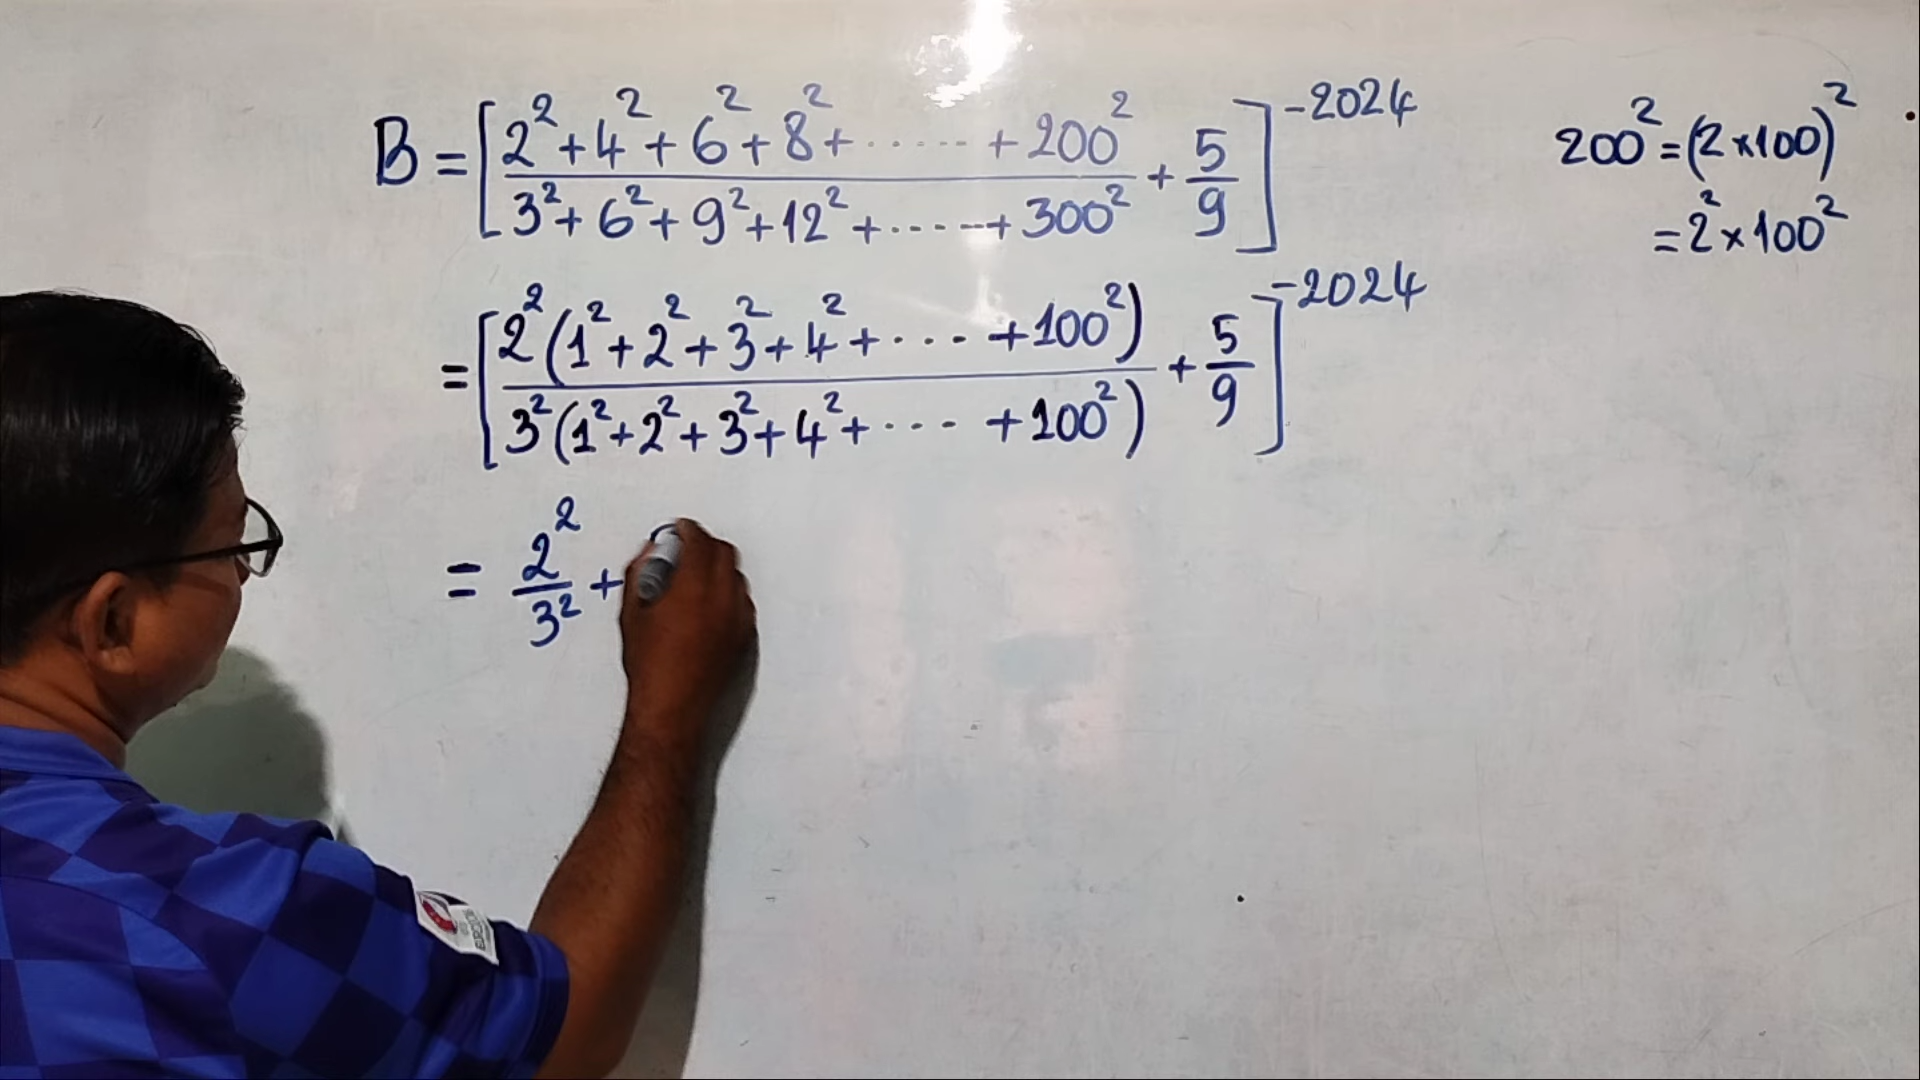 B = [ (2² + 4² + 6² + 8² + ······ + 200²) / (3² + 6² + 9² + 12² + ······ + 300²) + 5/9 ]⁻²⁰²⁴
= [ 2²(1² + 2² + 3² + 4² + ···· + 100²) / 3²(1² + 2² + 3² + 4² + ···· + 100²) + 5/9 ]⁻²⁰²⁴
= 2²/3² +
200² = (2 × 100)²
= 2² × 100²